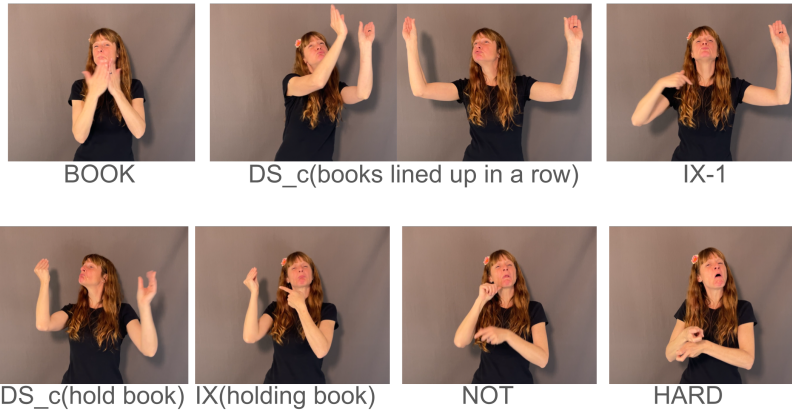 BOOK
DS_c(books lined up in a row)
IX-1
DS_c(hold book)
IX(holding book)
NOT
HARD